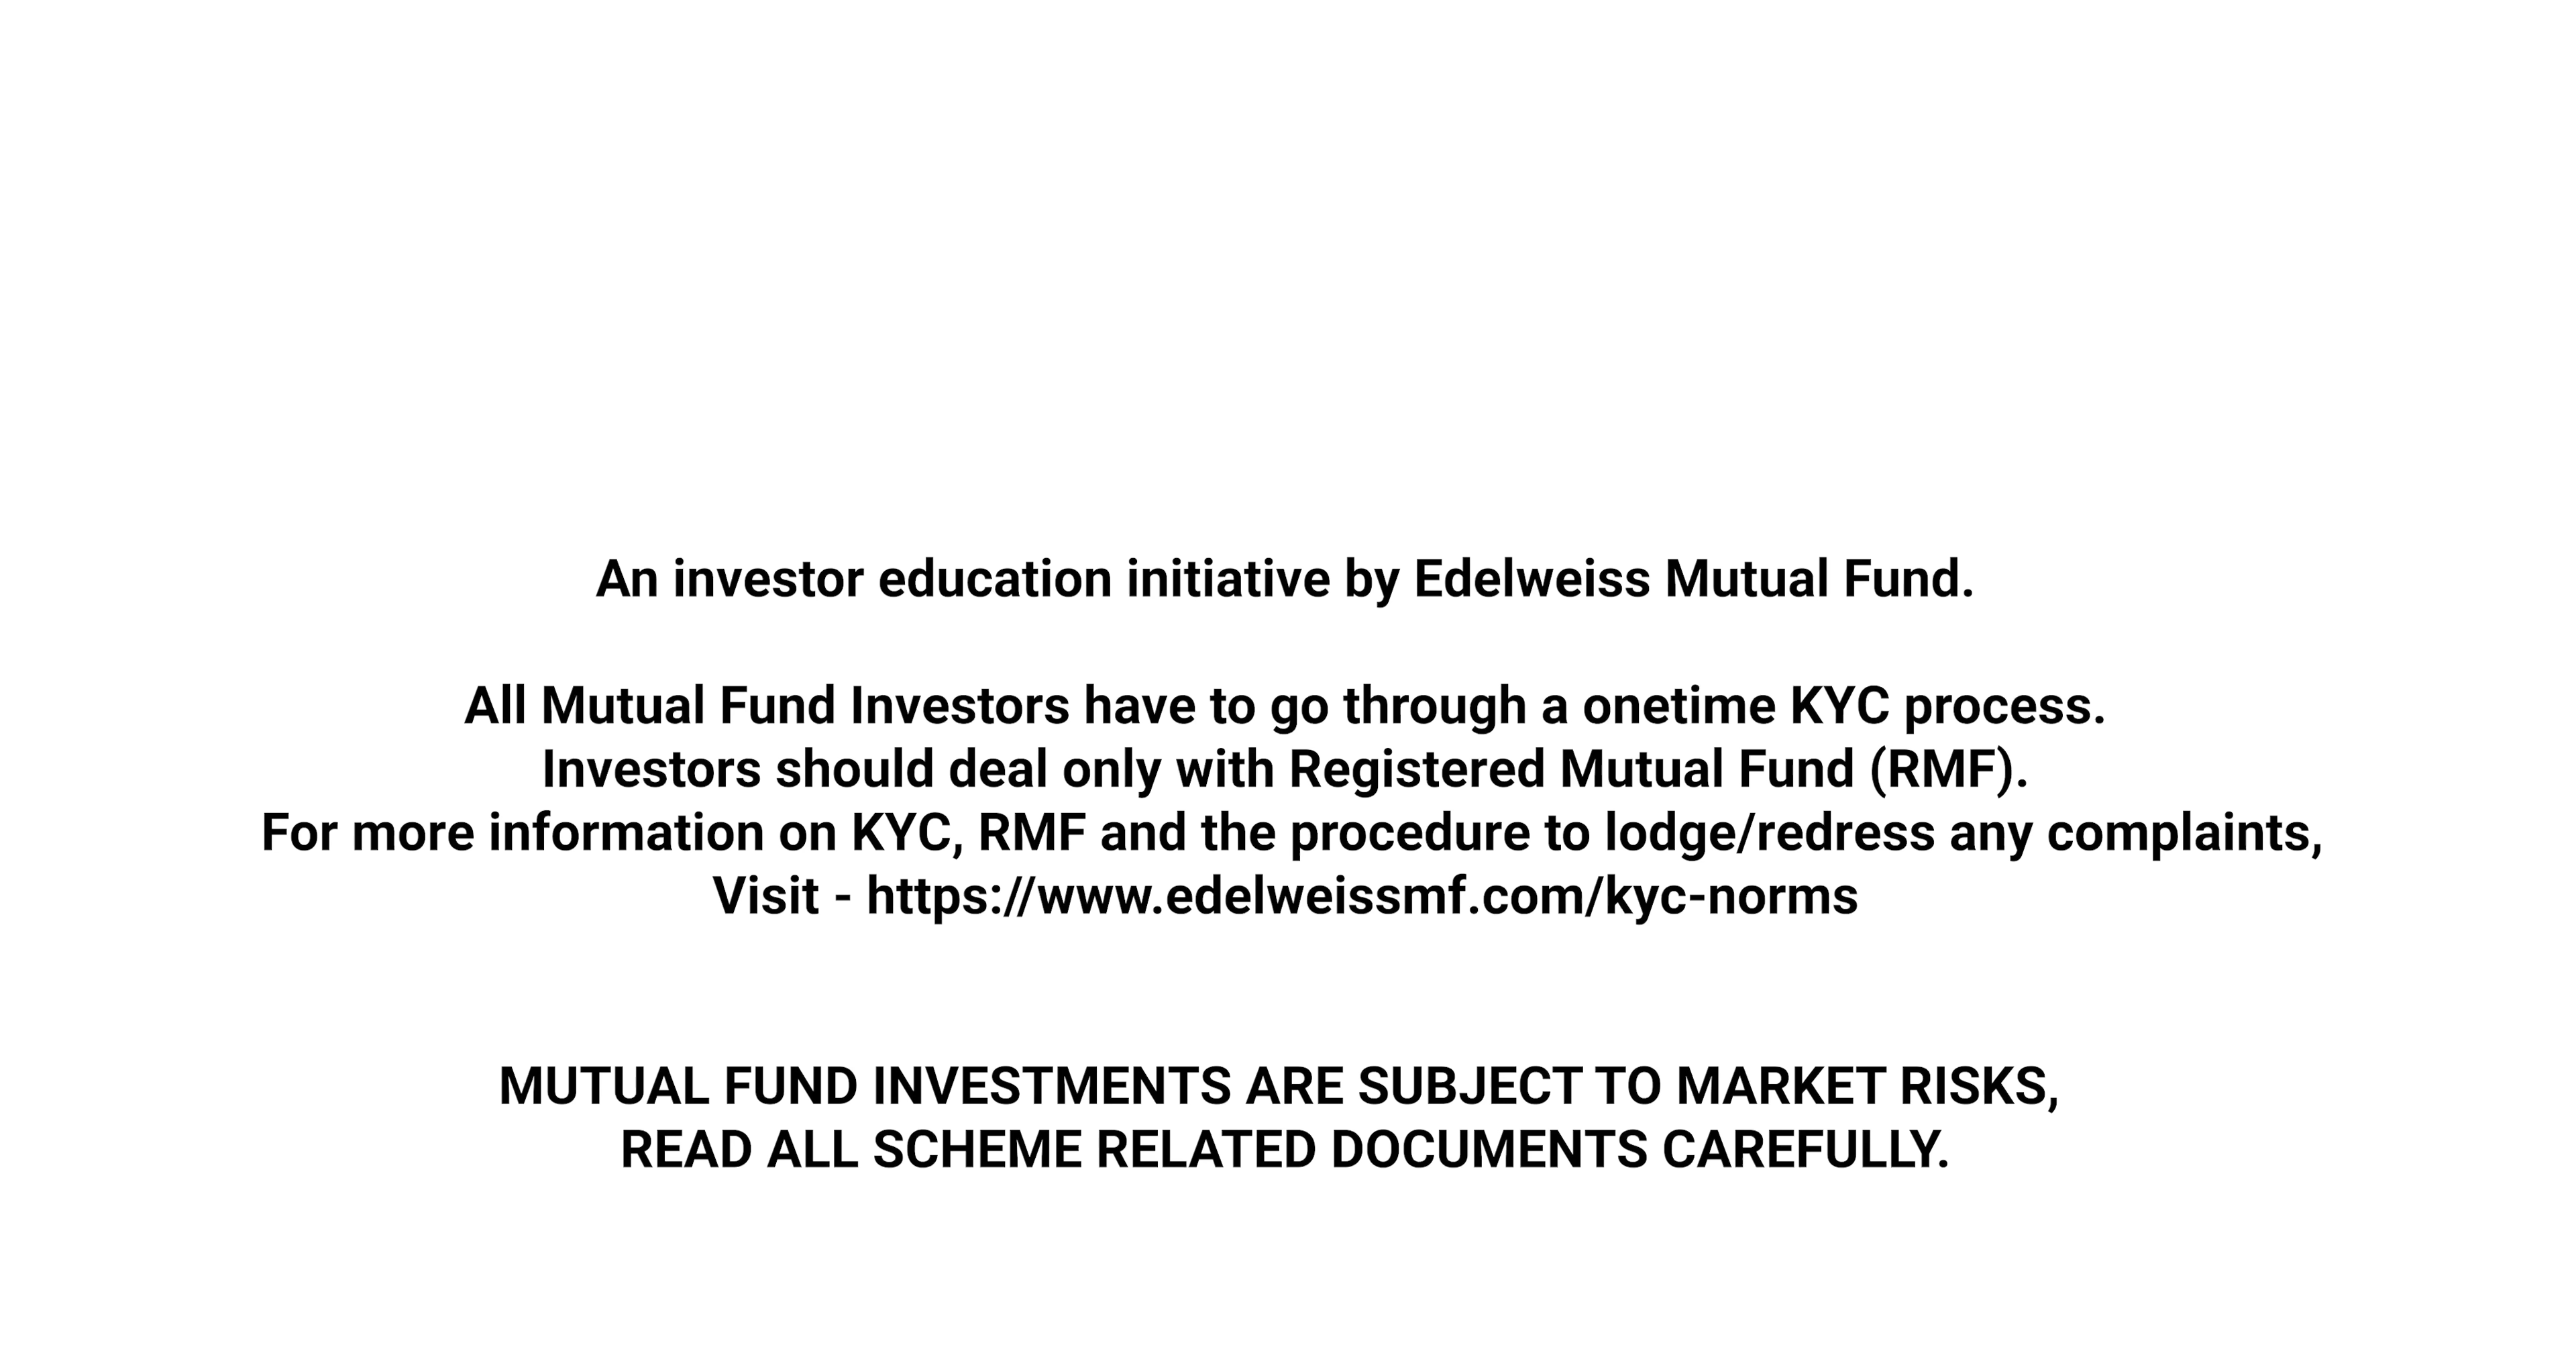 An investor education initiative by Edelweiss Mutual Fund.
All Mutual Fund Investors have to go through a onetime KYC process.
Investors should deal only with Registered Mutual Fund (RMF).
For more information on KYC, RMF and the procedure to lodge/redress any complaints,
Visit - https://www.edelweissmf.com/kyc-norms
MUTUAL FUND INVESTMENTS ARE SUBJECT TO MARKET RISKS,
READ ALL SCHEME RELATED DOCUMENTS CAREFULLY.